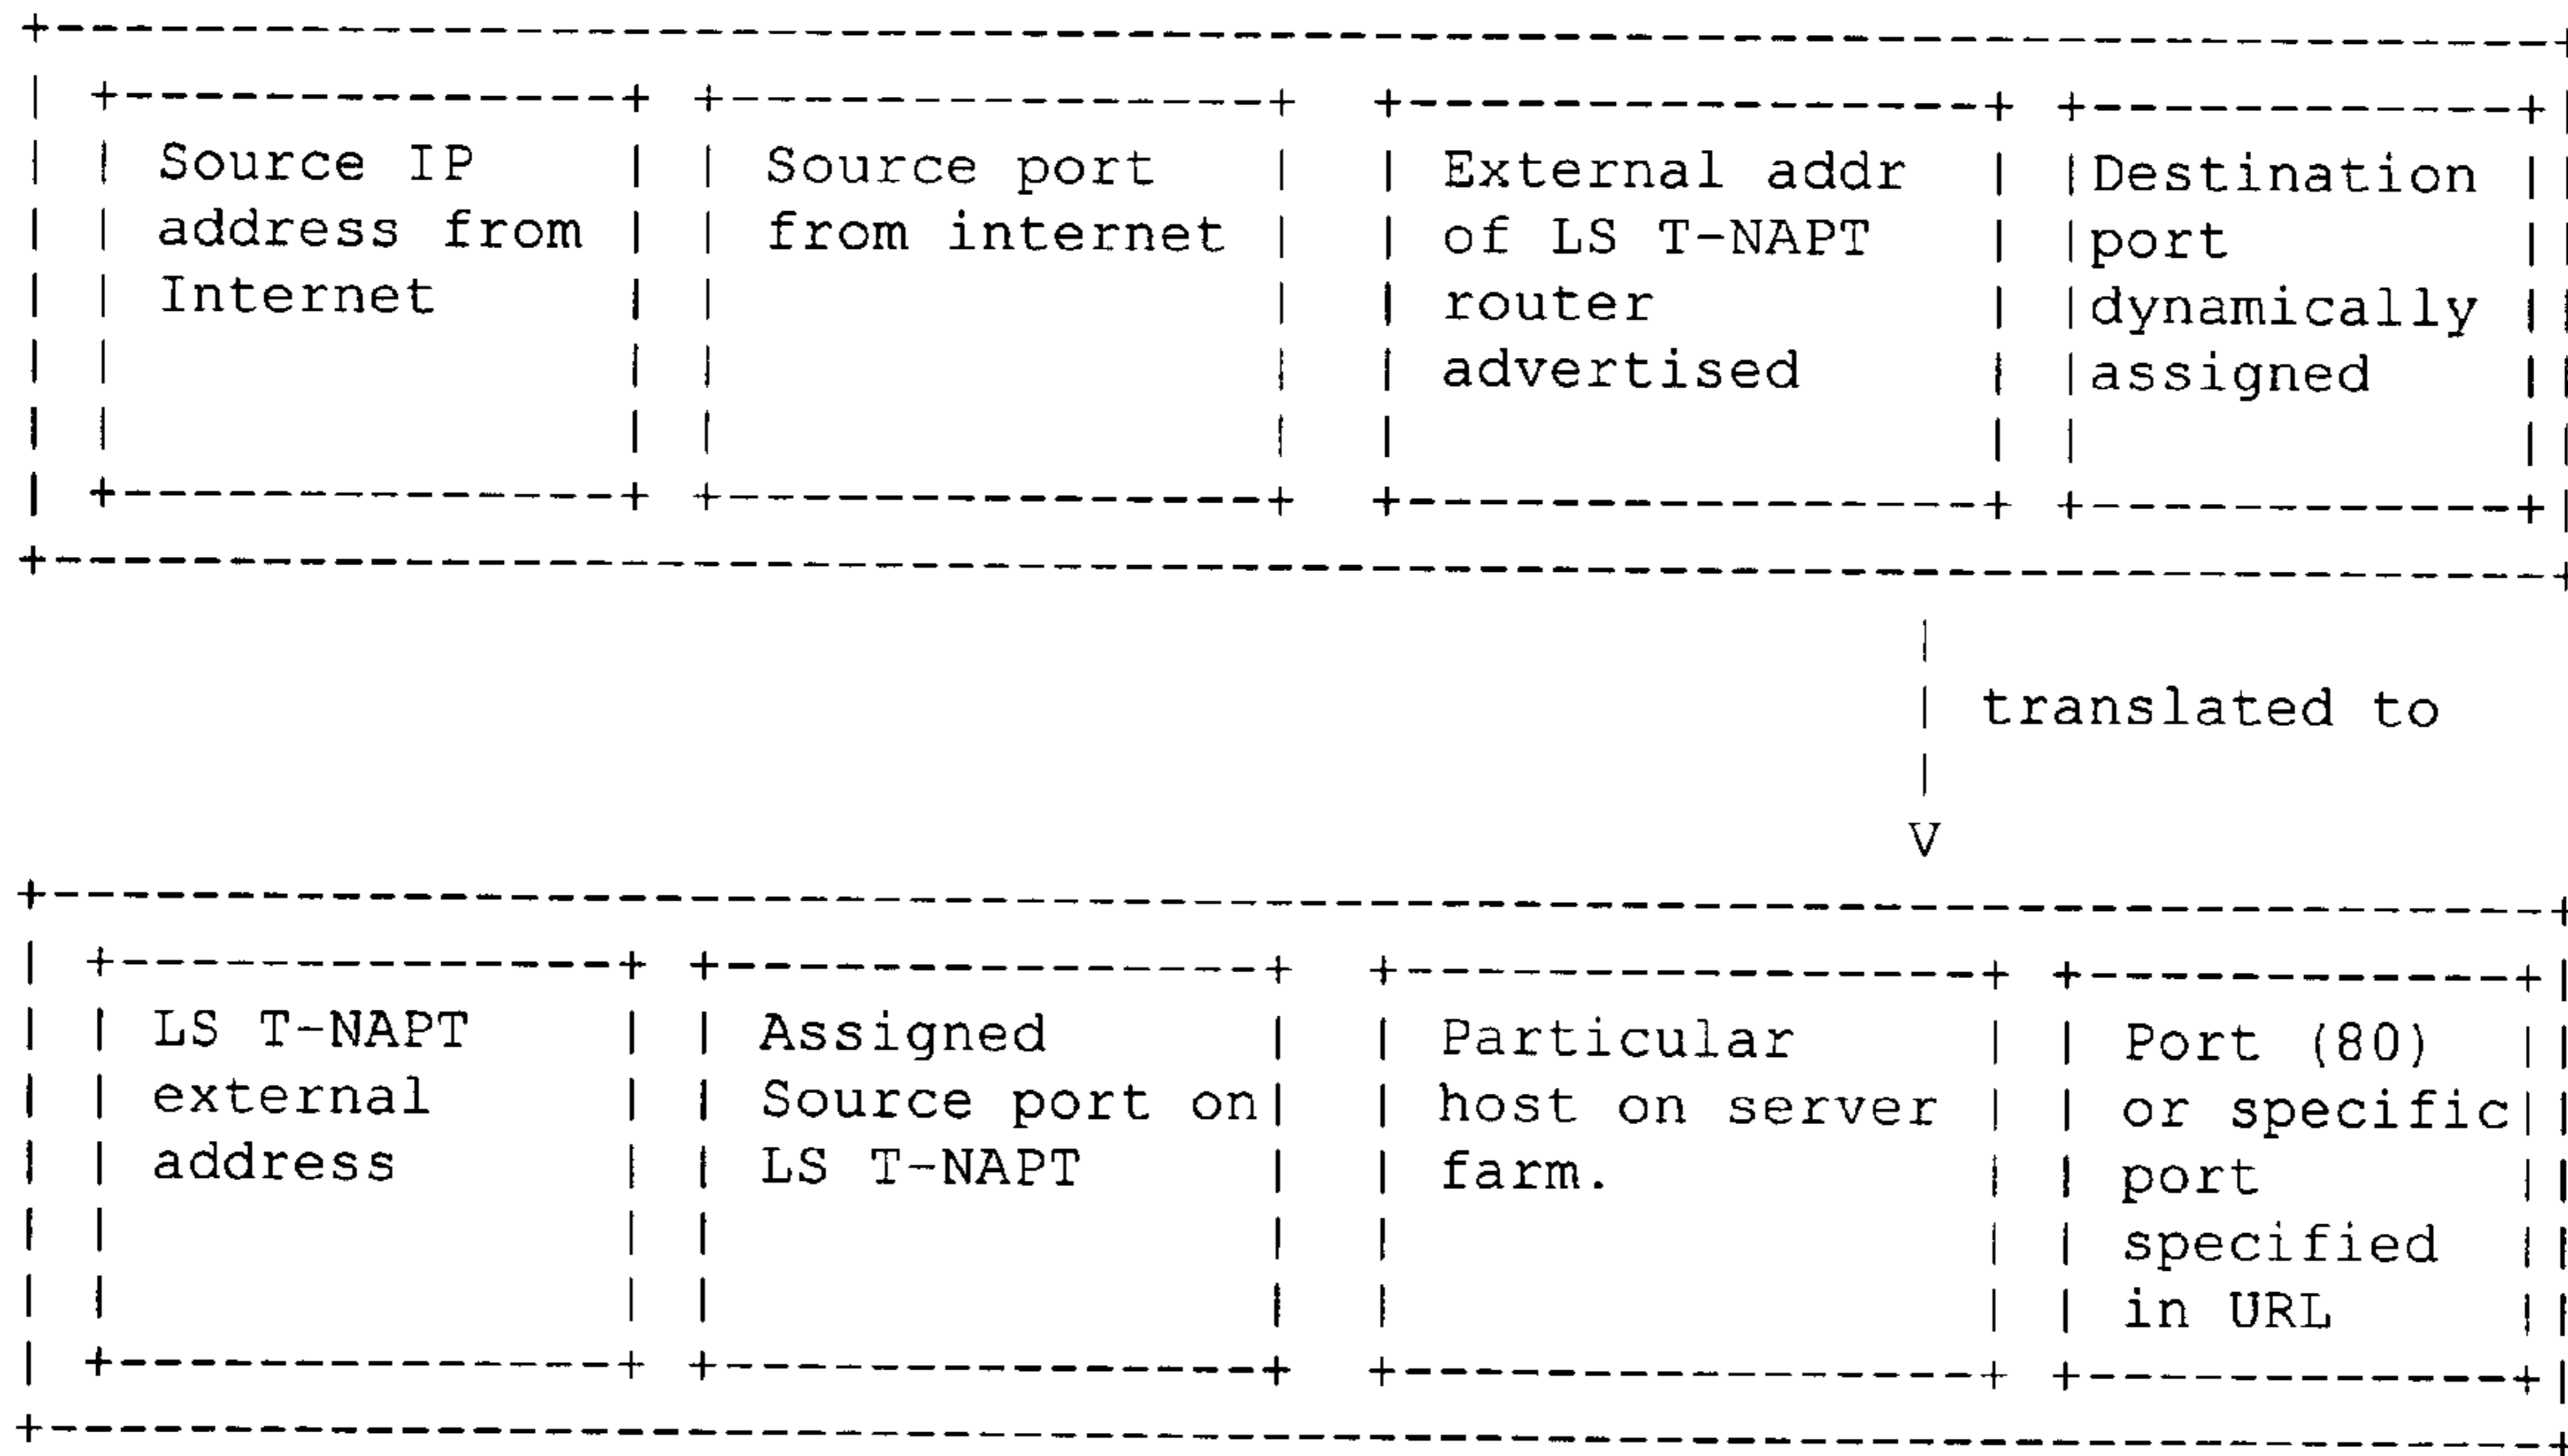 Source IP
address from
Internet
Source port
from internet
External addr
of LS T-NAPT
router
advertised
Destination
port
dynamically
assigned
translated to
V
LS T-NAPT
external
address
Assigned
Source port on
LS T-NAPT
Particular
host on server
farm.
Port (80)
or specific
port
specified
in URL